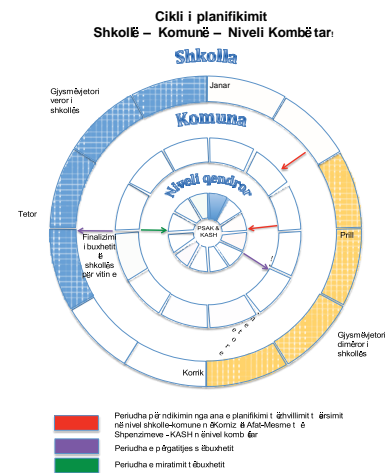 Cikli i planifikimit
Shkollë – Komunë – Niveli Kombëtar
Shkolla
Gjysmëvjetori
veror i
shkollës
Janar
Komuna
Niveli qendror
Tetor
PSAK &
KASH
Prill
Finalizimi
i buxhetit
të
shkollës
për vitin e
Gjysmëvjetori
dimëror i
shkollës
Korrik
Periudha për ndikimin nga ana e planifikimit të zhvillimit të arsimit
në nivel shkolle-komune në Kornizë Afat-Mesme të
Shpenzimeve - KASH në nivel kombëtar
Periudha e përgatitjes së buxhetit
Periudha e miratimit të buxhetit